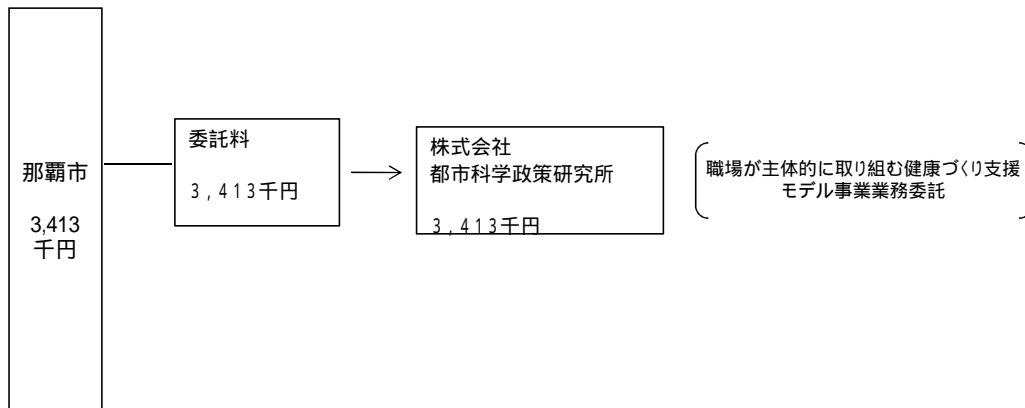 那覇市
3,413
千円
委託料
3,413千円
株式会社
都市科学政策研究所
3,413千円
職場が主体的に取り組む健康づくり支援
モデル事業業務委託